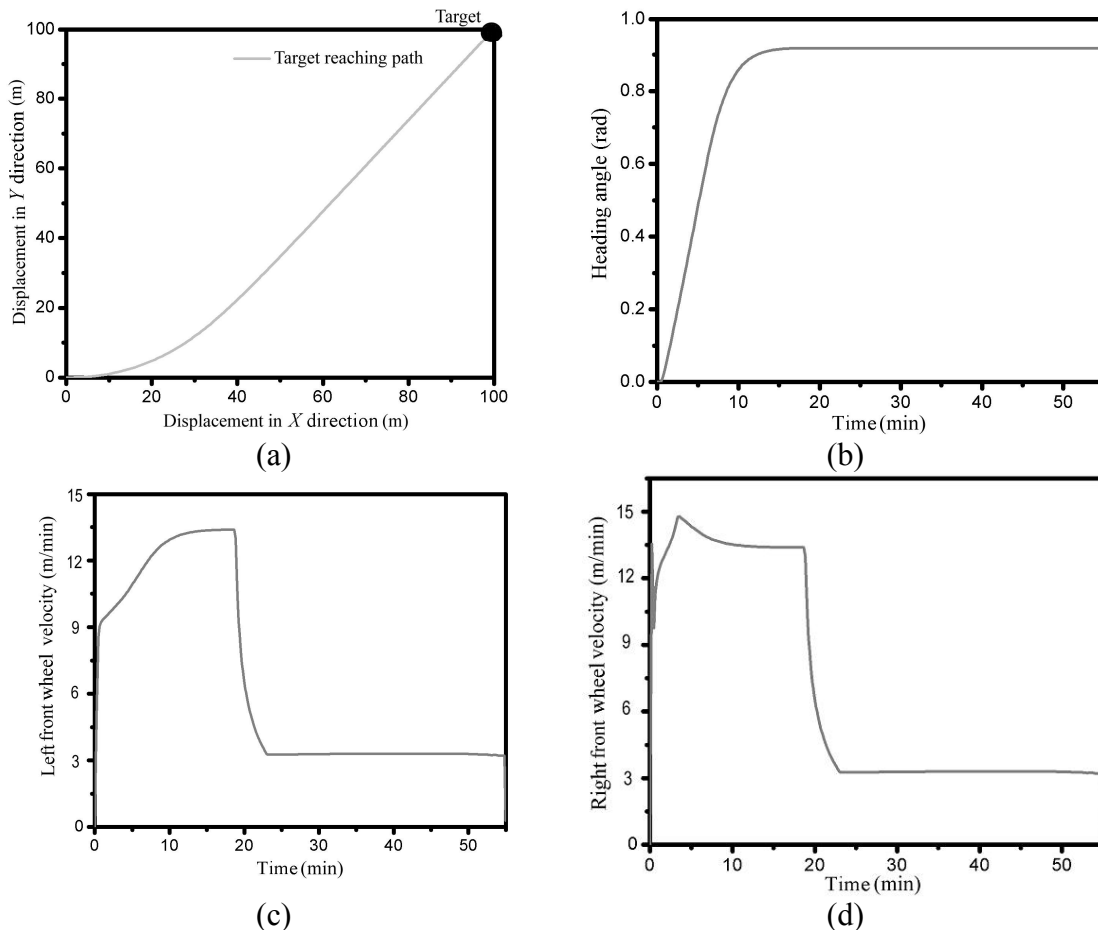 Target
100
80
60
40
20
0
Displacement in Y direction (m)
Target reaching path
0 20 40 60 80 100
Displacement in X direction (m)
(a)
1.0
0.8
0.6
0.4
0.2
0.0
Heading angle (rad)
0 10 20 30 40 50
Time (min)
(b)
15
12
9
6
3
0
Left front wheel velocity (m/min)
0 10 20 30 40 50
Time (min)
(c)
15
12
9
6
3
0
Right front wheel velocity (m/min)
0 10 20 30 40 50
Time (min)
(d)